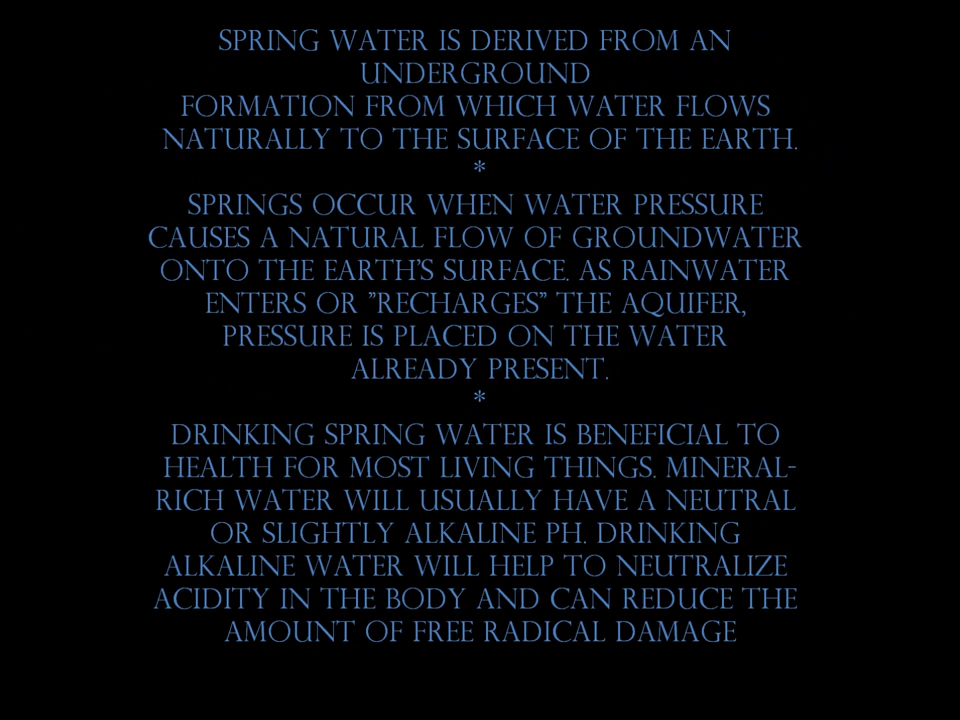 SPRING WATER IS DERIVED FROM AN
UNDERGROUND
FORMATION FROM WHICH WATER FLOWS
NATURALLY TO THE SURFACE OF THE EARTH.
*
SPRINGS OCCUR WHEN WATER PRESSURE
CAUSES A NATURAL FLOW OF GROUNDWATER
ONTO THE EARTH'S SURFACE. AS RAINWATER
ENTERS OR "RECHARGES" THE AQUIFER,
PRESSURE IS PLACED ON THE WATER
ALREADY PRESENT.
*
DRINKING SPRING WATER IS BENEFICIAL TO
HEALTH FOR MOST LIVING THINGS. MINERAL-
RICH WATER WILL USUALLY HAVE A NEUTRAL
OR SLIGHTLY ALKALINE PH. DRINKING
ALKALINE WATER WILL HELP TO NEUTRALIZE
ACIDITY IN THE BODY AND CAN REDUCE THE
AMOUNT OF FREE RADICAL DAMAGE